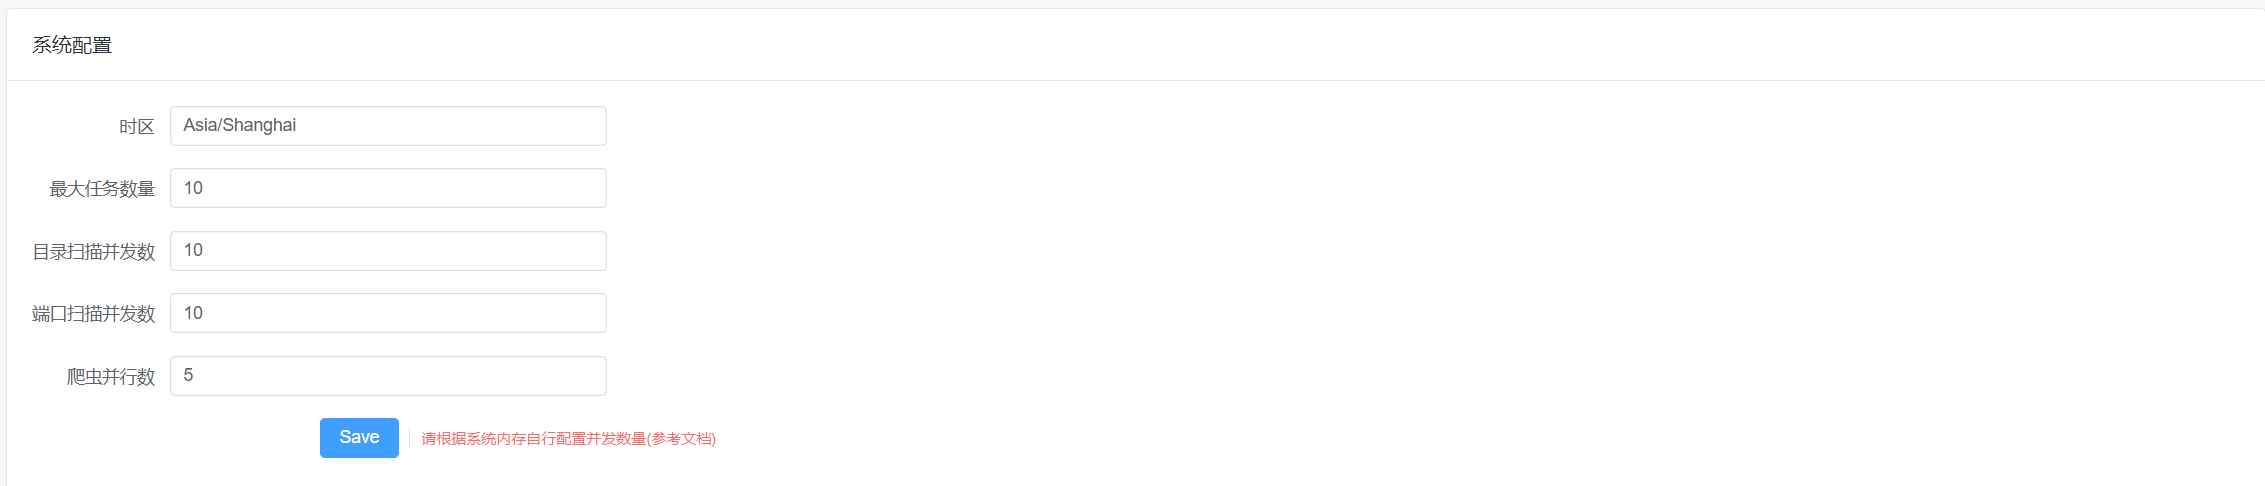 系统配置
时区 Asia/Shanghai
最大任务数量 10
目录扫描并发数 10
端口扫描并发数 10
爬虫并行数 5
Save 请根据系统内存自行配置并发数量(参考文档)